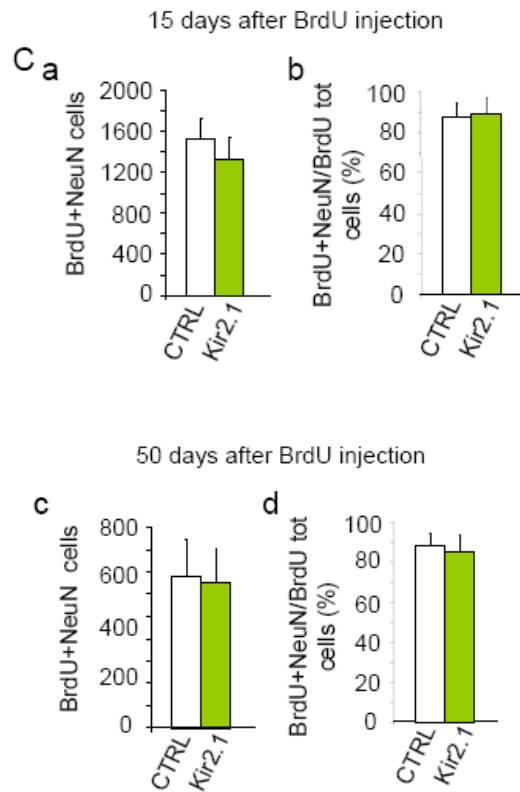 15 days after BrdU injection
C
a
BrdU+NeuN cells
2000
1600
1200
800
400
0
CTRL
Kir2.1
b
BrdU+NeuN/BrdU tot
cells (%)
100
80
60
40
20
0
CTRL
Kir2.1
50 days after BrdU injection
c
BrdU+NeuN cells
800
600
400
200
0
CTRL
Kir2.1
d
BrdU+NeuN/BrdU tot
cells (%)
100
80
60
40
20
0
CTRL
Kir2.1